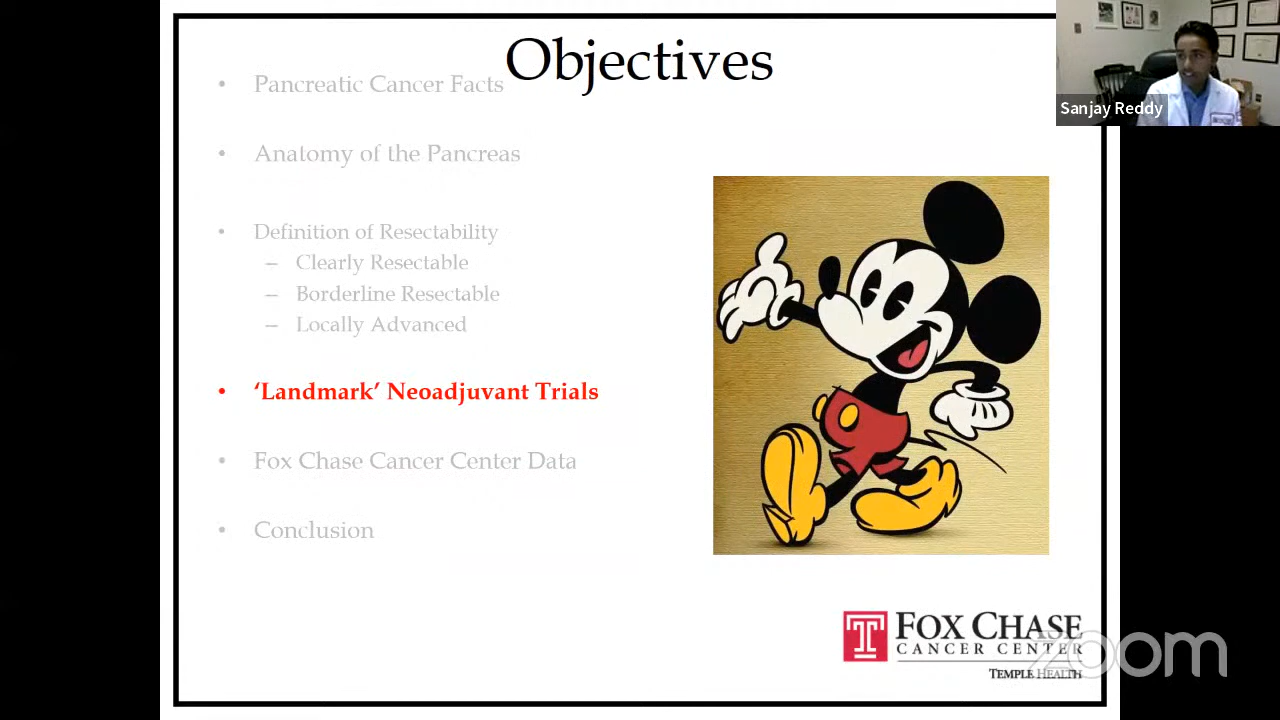 Objectives
• Pancreatic Cancer Facts
• Anatomy of the Pancreas
• Definition of Resectability
– Clearly Resectable
– Borderline Resectable
– Locally Advanced
• ‘Landmark’ Neoadjuvant Trials
• Fox Chase Cancer Center Data
• Conclusion
Sanjay Reddy
FOX CHASE
CANCER CENTER
TEMPLE HEALTH
zoom